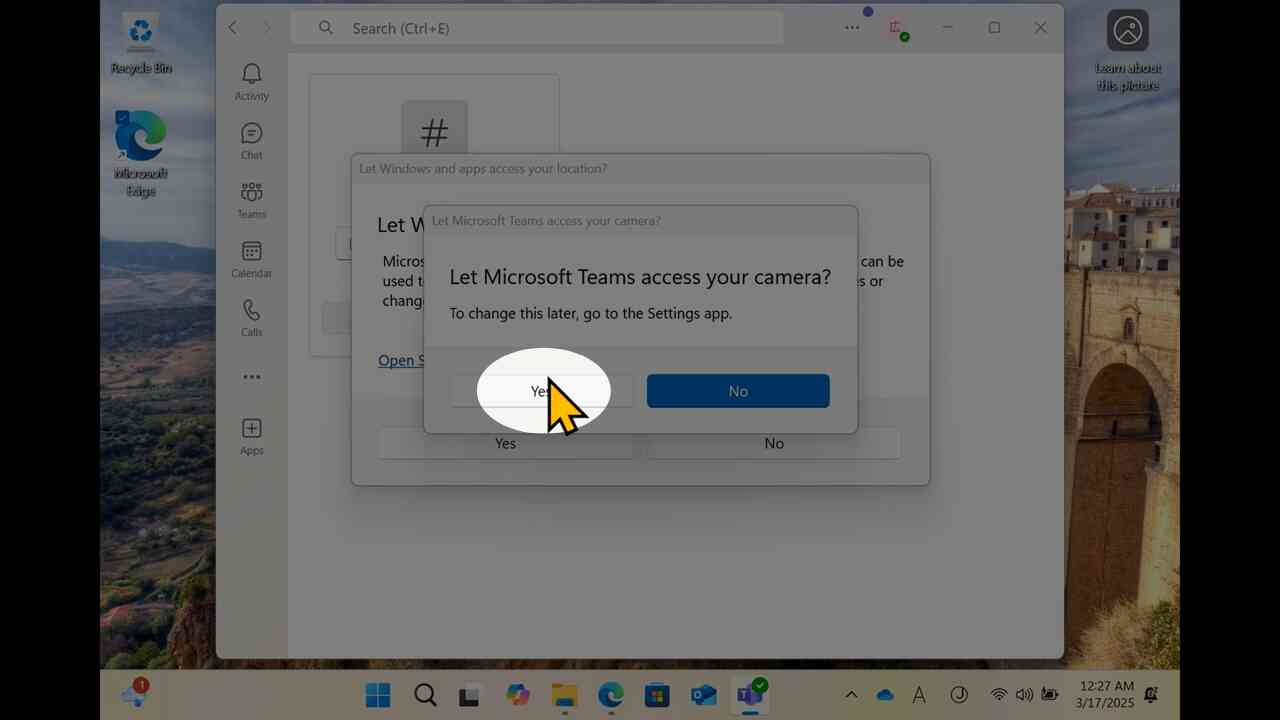 Search (Ctrl+E)
Recycle Bin
Microsoft
Edge
Learn about
this picture
Activity
Chat
Teams
Calendar
Calls
Apps
#
Let Windows and apps access your location?
Let W
Micros
can be
used t
s or
chang
Open S
Yes
No
Let Microsoft Teams access your camera?
Let Microsoft Teams access your camera?
To change this later, go to the Settings app.
Yes
No
1
12:27 AM
3/17/2025